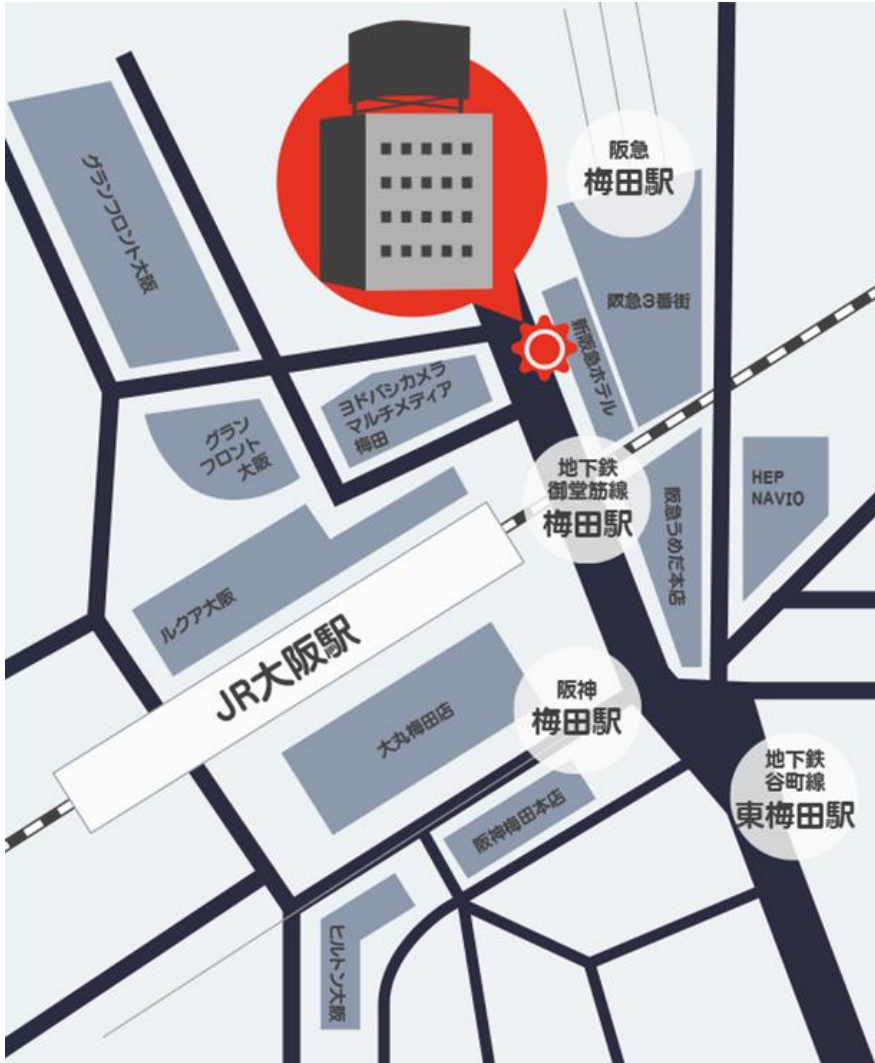 阪急
梅田駅
グランフロント大阪
阪急3番街
新阪急ホテル
ヨドバシカメラ
マルチメディア
梅田
グラン
フロント
大阪
地下鉄
御堂筋線
梅田駅
HEP
NAVIO
阪急うめだ本店
ルクア大阪
JR大阪駅
阪神
梅田駅
大丸梅田店
地下鉄
谷町線
東梅田駅
阪神梅田本店
ヒルトン大阪